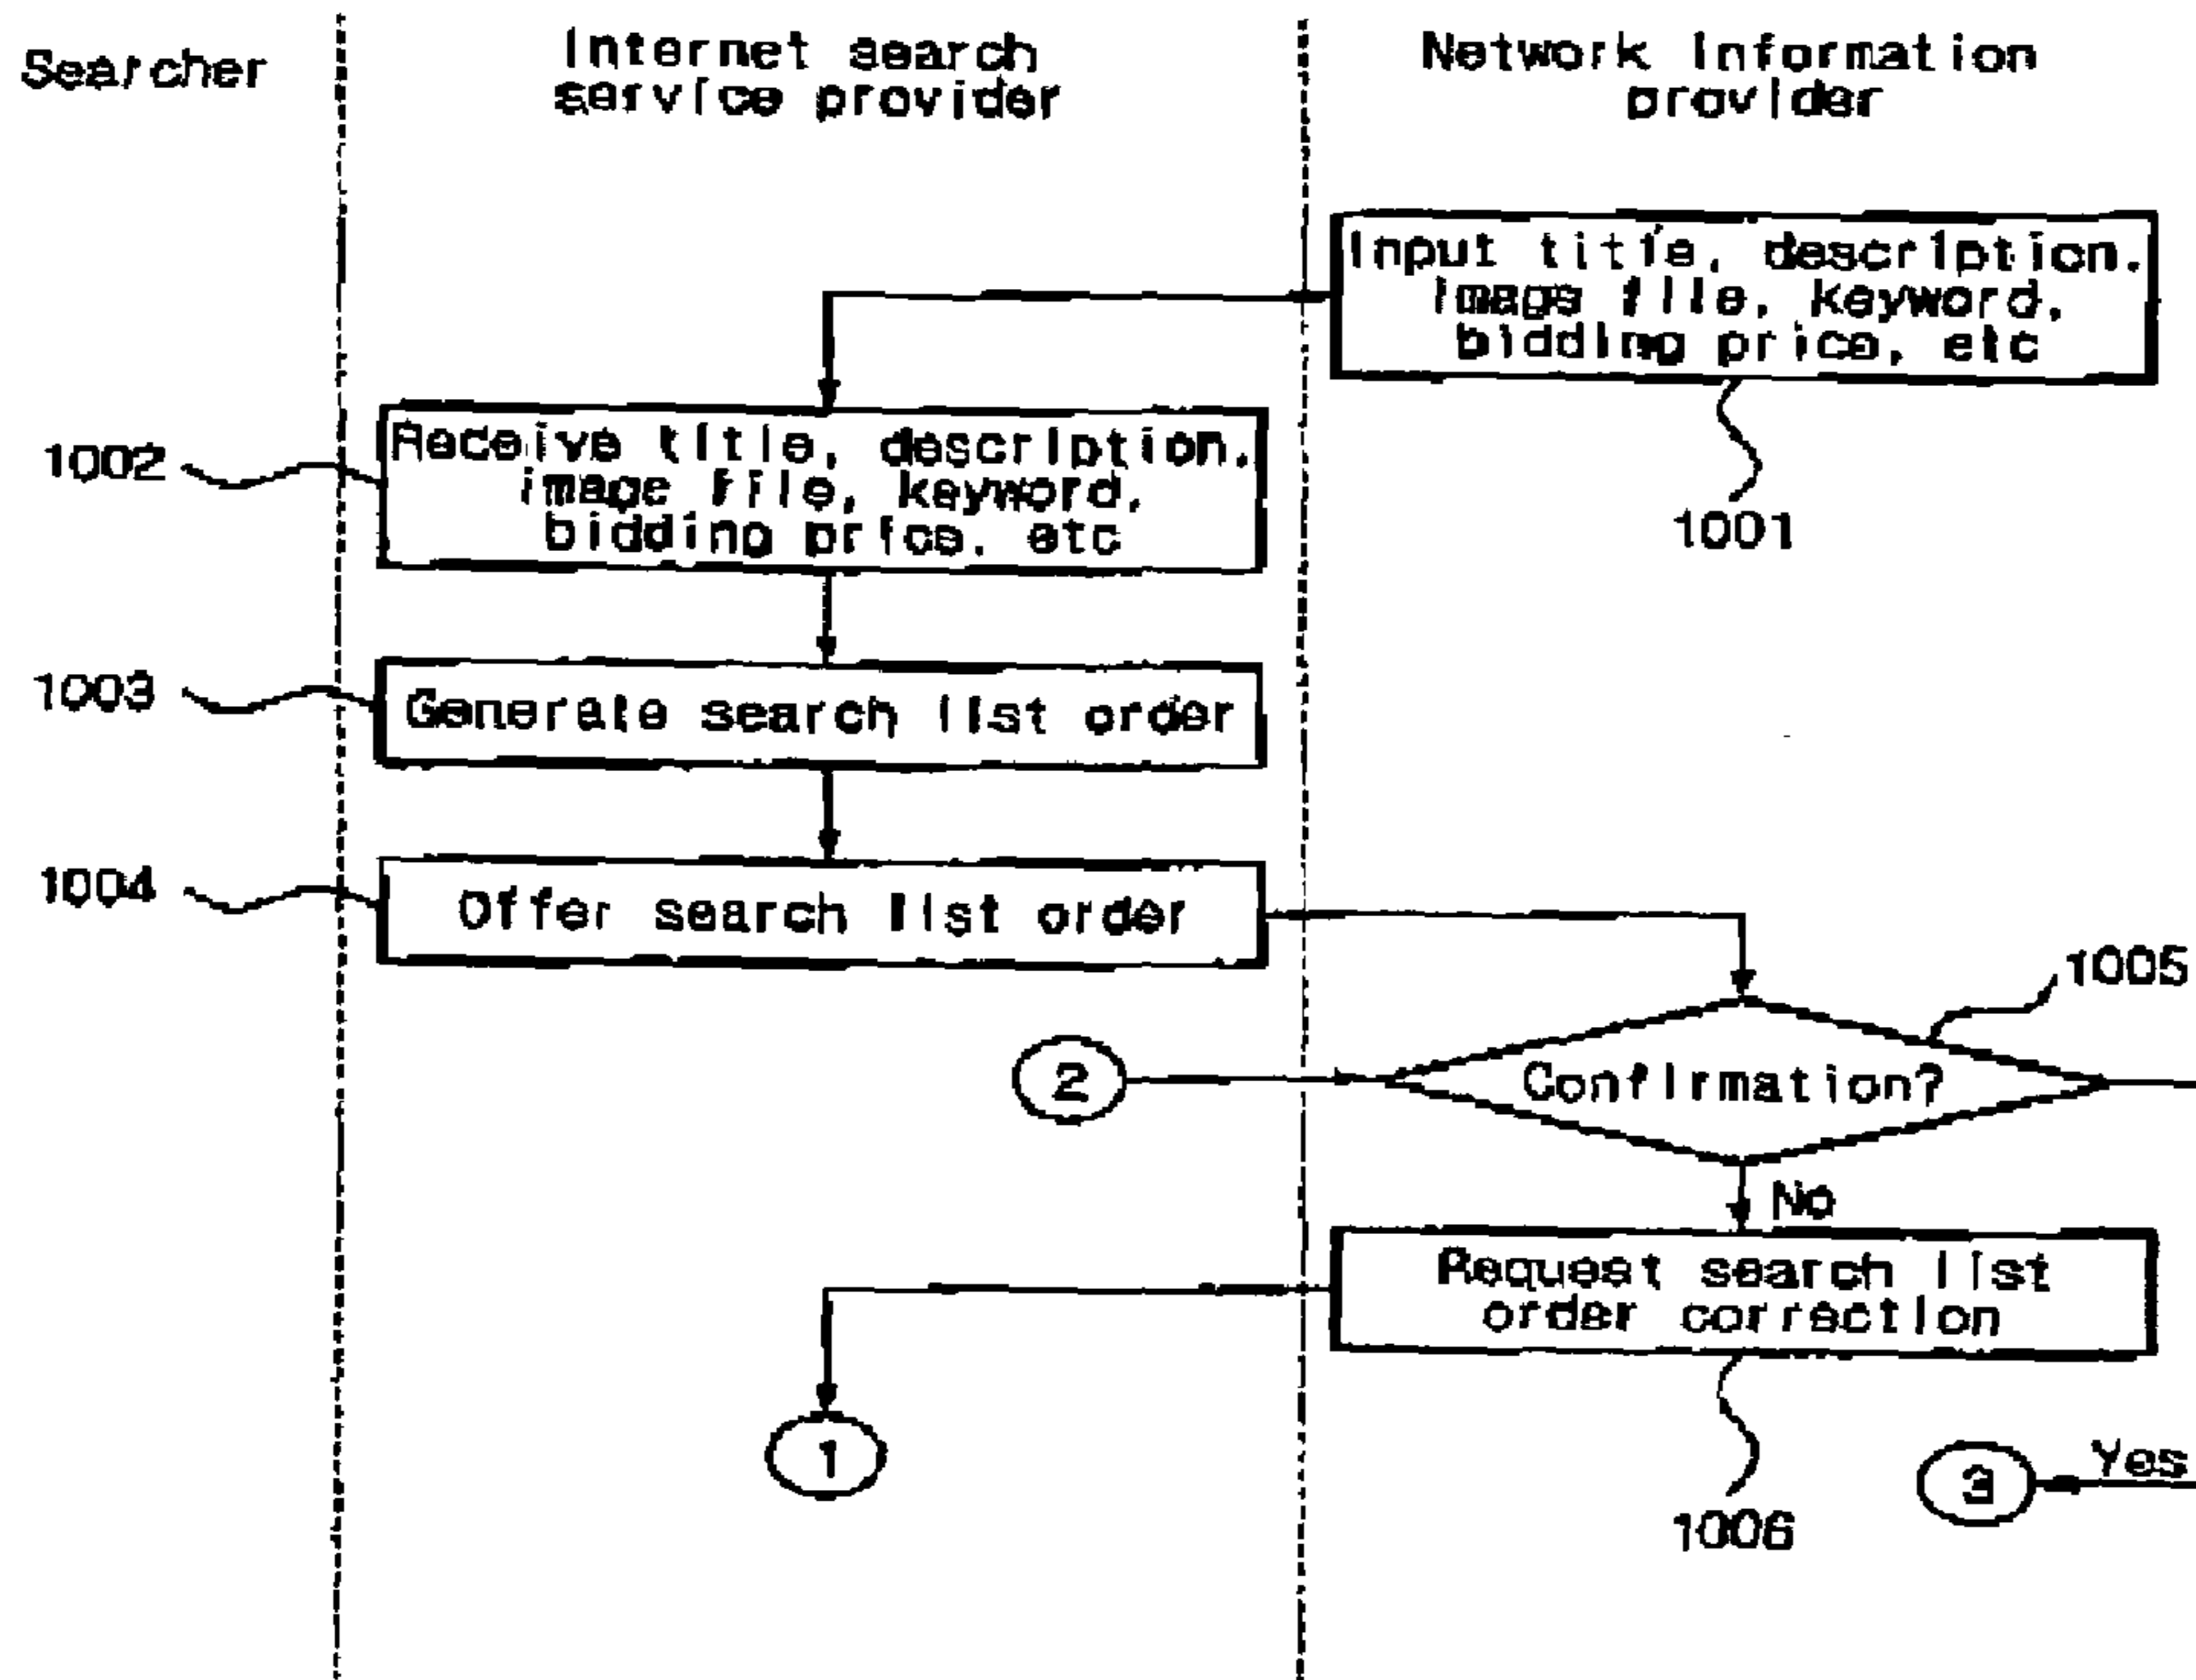 Searcher
Internet search
service provider
Network Information
provider
Input title, description,
image file, keyword,
bidding price, etc
1001
1002
Receive title, description,
image file, keyword,
bidding price, etc
1003
Generate search list order
1004
Offer search list order
1005
2
Confirmation?
No
Request search list
order correction
1
3
Yes
1006